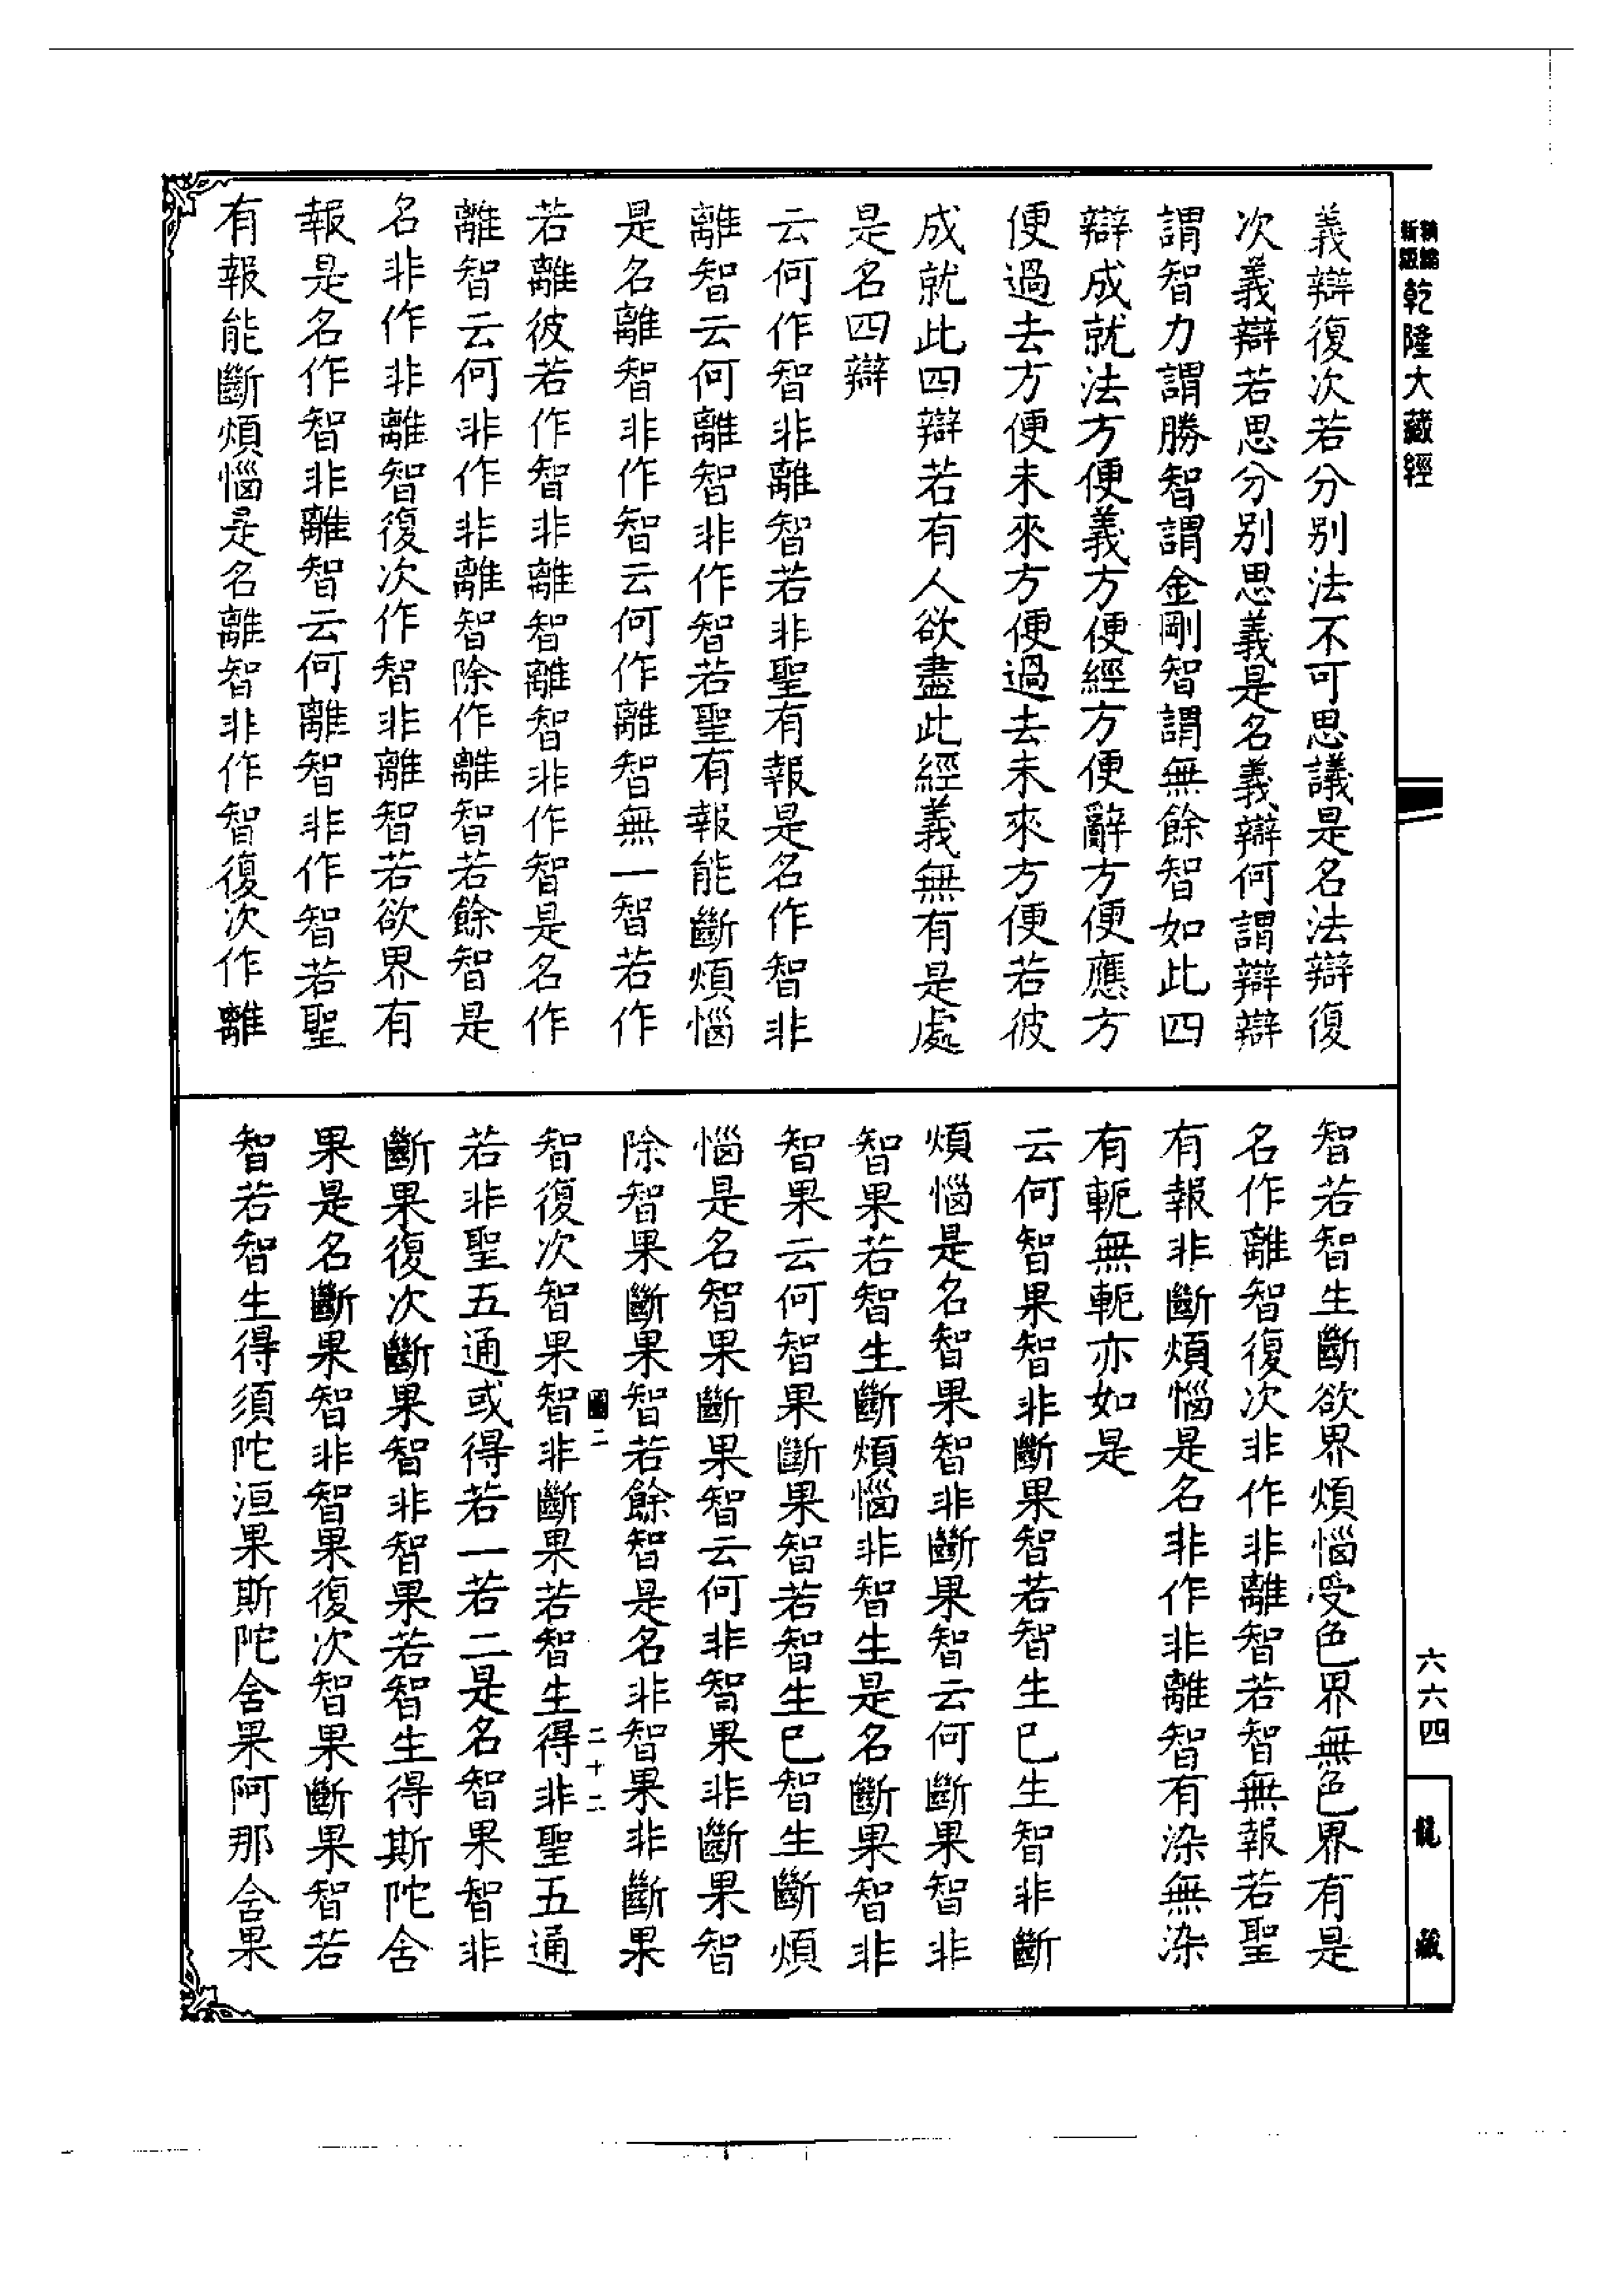 乾隆大藏經
義辯復次若分别法不可思議是名法辯復
次義辯若思分别思義是名義辯何謂辯辯
謂智力謂勝智謂金剛智謂無餘智如此四
辯成就法方便義方便經方便辭方便應方
便過去方便未來方便過去未來方便若彼
成就此四辯若有人欲盡此經義無有是處
是名四辯
云何作智非離智若非聖有報是名作智非
離智云何離智非作智若聖有報能斷煩惱
是名離智非作智云何作離智無一智若作
若離彼若作智非離智離智非作智是名作
離智云何非作非離智除作離智若餘智是
名非作非離智復次作智非離智若欲界有
報是名作智非離智云何離智非作智若聖
有報能斷煩惱是名離智非作智復次作離
智若智生斷欲界煩惱受色界無色界有是
名作離智復次非作非離智若智無報若聖
有報非斷煩惱是名非作非離智有染無染
有軛無軛亦如是
云何智果智非斷果智若智生已生智非斷
煩惱是名智果智非斷果智云何斷果智非
智果若智生斷煩惱非智生是名斷果智非
智果云何智果斷果智若智生已智生斷煩
惱是名智果斷果智云何非智果非斷果智
除智果斷果智若餘智是名非智果非斷果
二 二十二
智復次智果智非斷果若智生得非聖五通
若非聖五通或得若一若二是名智果智非
斷果復次斷果智非智果若智生得斯陀舍
果是名斷果智非智果復次智果斷果智若
智若智生得須陀洹果斯陀舍果阿那含果
六六四
龍藏